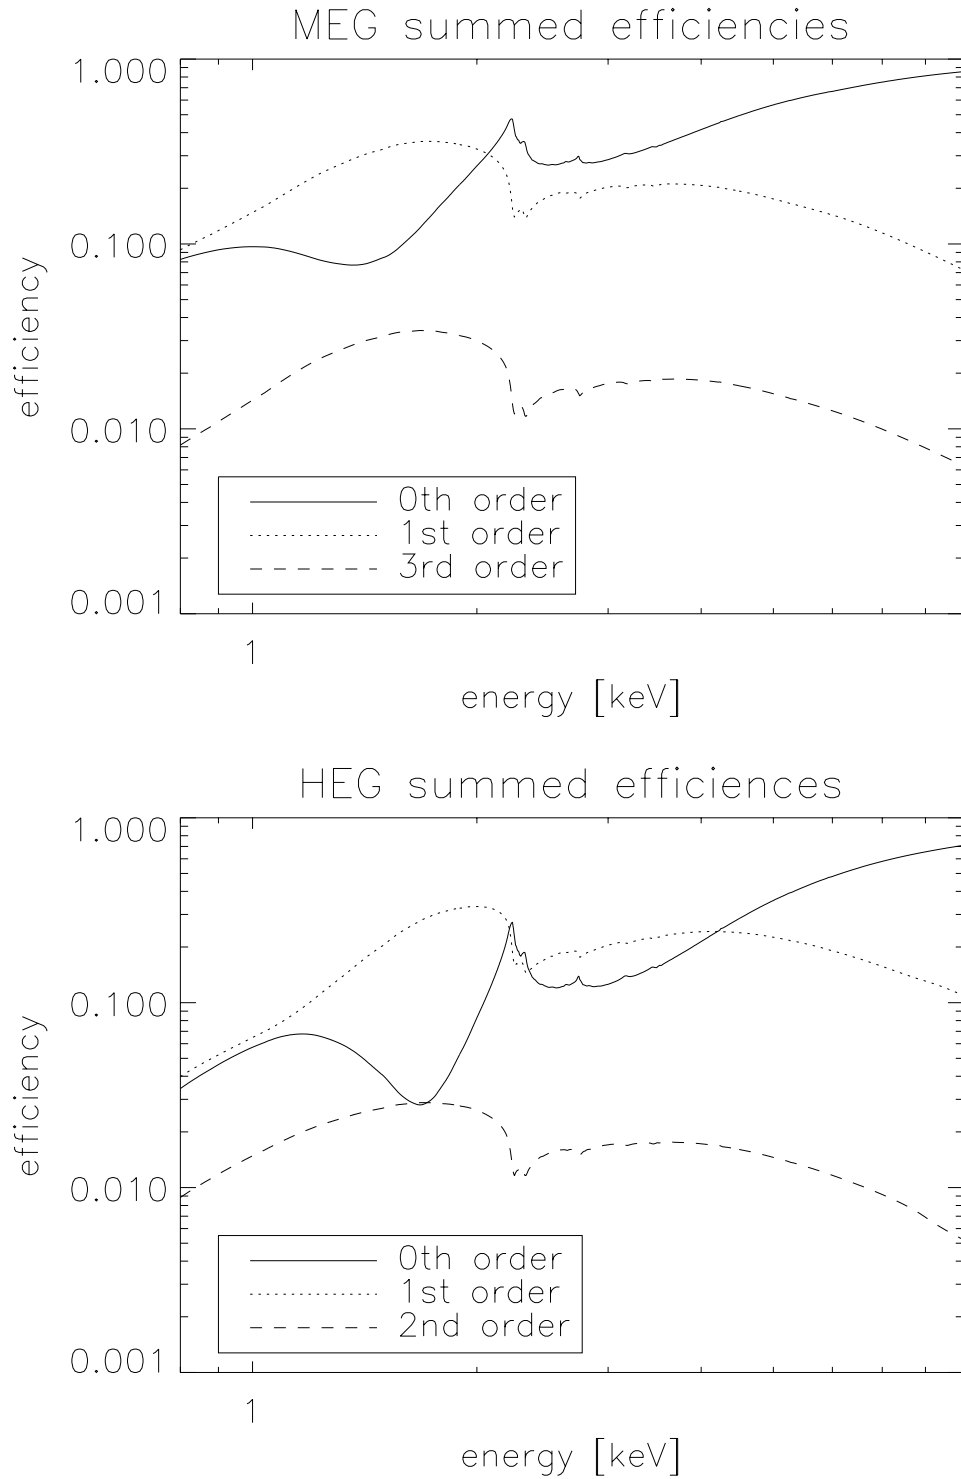 MEG summed efficiencies
1.000
0.100
0.010
0.001
efficiency
0th order
1st order
3rd order
1
energy [keV]
HEG summed efficiences
1.000
0.100
0.010
0.001
efficiency
0th order
1st order
2nd order
1
energy [keV]